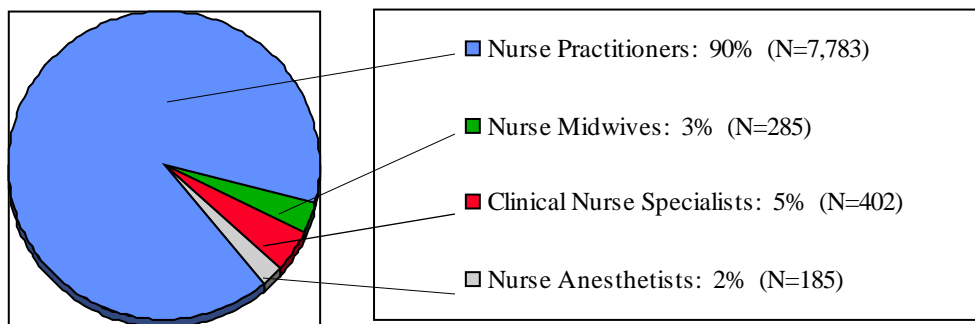 Nurse Practitioners: 90% (N=7,783)
Nurse Midwives: 3% (N=285)
Clinical Nurse Specialists: 5% (N=402)
Nurse Anesthetists: 2% (N=185)